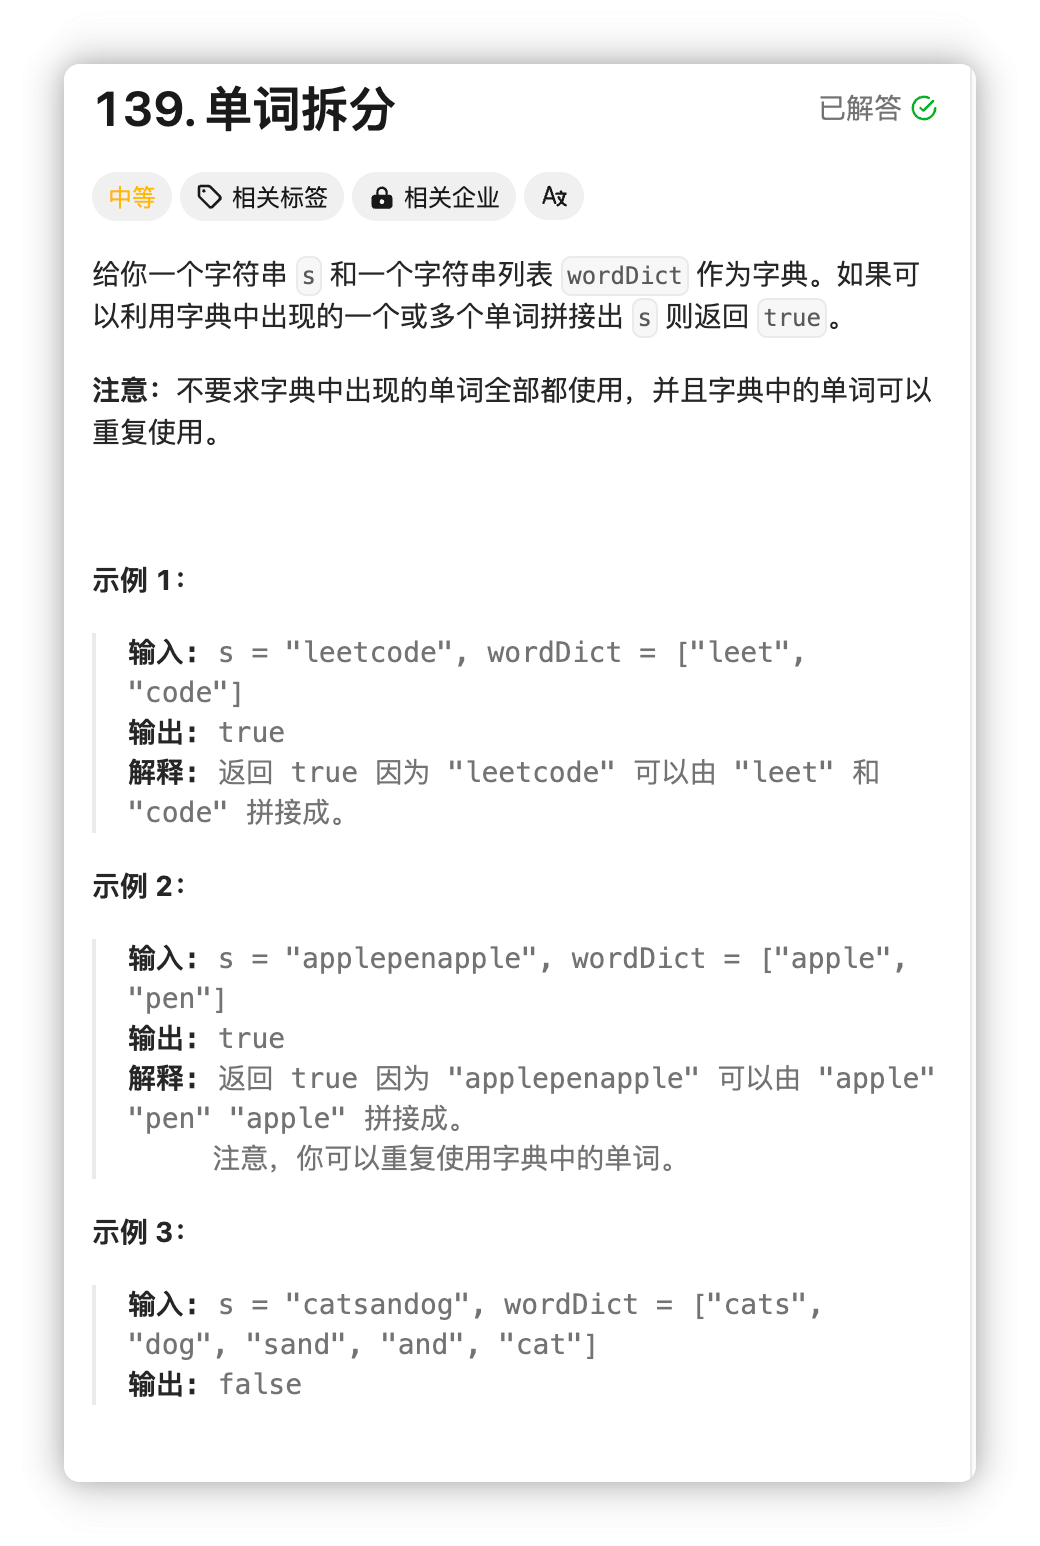 139. 单词拆分
已解答
中等 相关标签 相关企业 A文
给你一个字符串 s 和一个字符串列表 wordDict 作为字典。如果可
以利用字典中出现的一个或多个单词拼接出 s 则返回 true。
注意：不要求字典中出现的单词全部都使用，并且字典中的单词可以
重复使用。
示例 1：
输入: s = "leetcode", wordDict = ["leet",
"code"]
输出: true
解释: 返回 true 因为 "leetcode" 可以由 "leet" 和
"code" 拼接成。
示例 2：
输入: s = "applepenapple", wordDict = ["apple",
"pen"]
输出: true
解释: 返回 true 因为 "applepenapple" 可以由 "apple"
"pen" "apple" 拼接成。
注意，你可以重复使用字典中的单词。
示例 3：
输入: s = "catsandog", wordDict = ["cats",
"dog", "sand", "and", "cat"]
输出: false